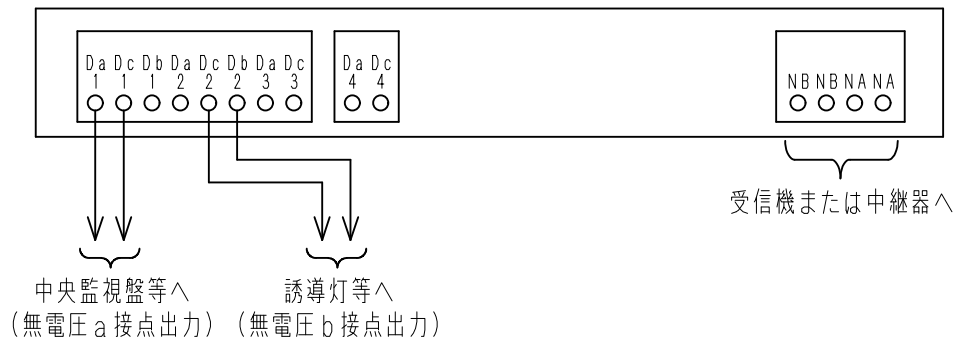 Da Dc Db Da Dc Db Da Dc
1 1 1 2 2 2 3 3
Da Dc
4 4
NB NB NA NA
受信機または中継器へ
中央監視盤等へ
(無電圧a接点出力)
誘導灯等へ
(無電圧b接点出力)